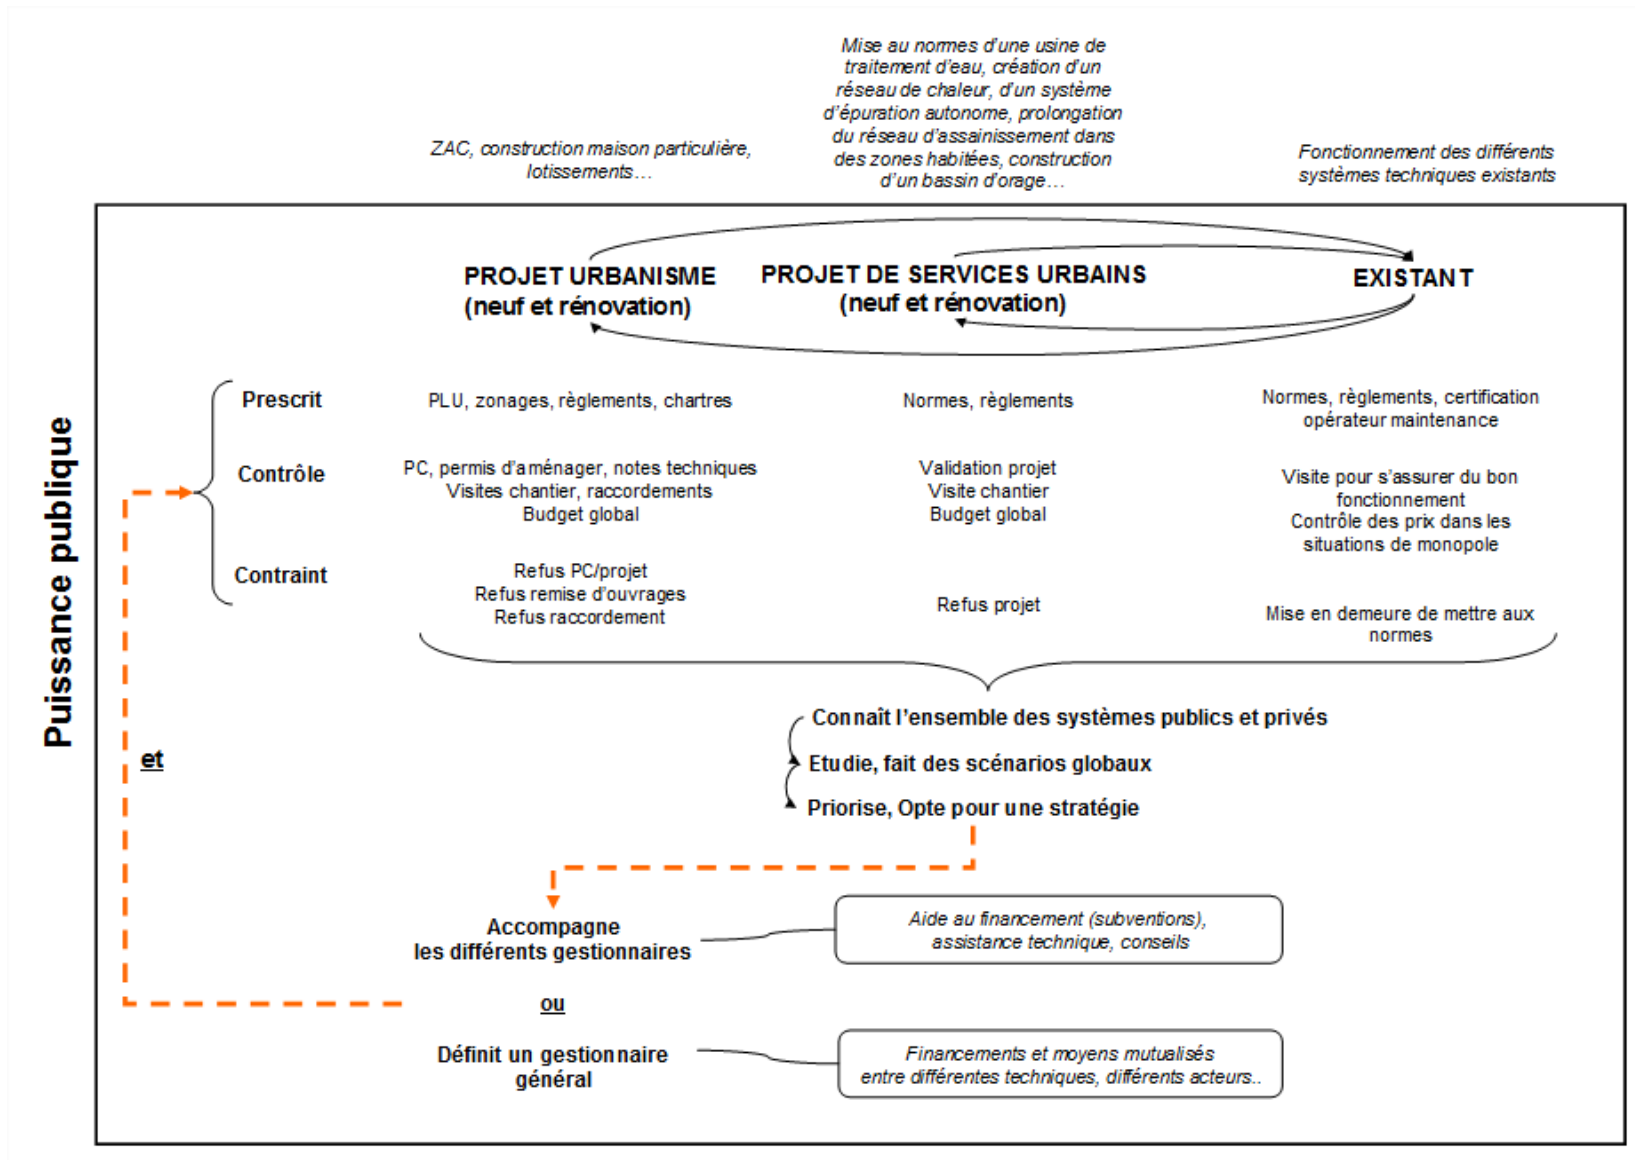 Mise au normes d'une usine de
traitement d'eau, création d'un
réseau de chaleur, d'un système
d'épuration autonome, prolongation
du réseau d'assainissement dans
des zones habitées, construction
d'un bassin d'orage…
ZAC, construction maison particulière,
lotissements…
Fonctionnement des différents
systèmes techniques existants
PROJET URBANISME
(neuf et rénovation)
PROJET DE SERVICES URBAINS
(neuf et rénovation)
EXISTANT
Puissance publique
Prescrit
PLU, zonages, règlements, chartres
Normes, règlements
Normes, règlements, certification
opérateur maintenance
Contrôle
PC, permis d'aménager, notes techniques
Visites chantier, raccordements
Budget global
Validation projet
Visite chantier
Budget global
Visite pour s'assurer du bon
fonctionnement
Contrôle des prix dans les
situations de monopole
Contraint
Refus PC/projet
Refus remise d'ouvrages
Refus raccordement
Refus projet
Mise en demeure de mettre aux
normes
Connaît l'ensemble des systèmes publics et privés
Etudie, fait des scénarios globaux
Priorise, Opte pour une stratégie
et
Accompagne
les différents gestionnaires
Aide au financement (subventions),
assistance technique, conseils
ou
Définit un gestionnaire
général
Financements et moyens mutualisés
entre différentes techniques, différents acteurs..